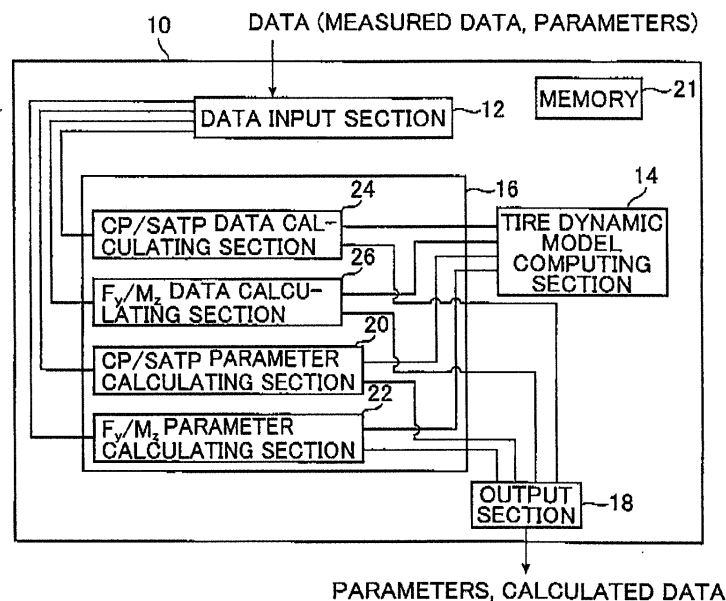 DATA (MEASURED DATA, PARAMETERS)
10
DATA INPUT SECTION
12
MEMORY
21
16
14
24
CP/SATP DATA CAL-
CULATING SECTION
TIRE DYNAMIC
MODEL
COMPUTING
SECTION
26
Fy/Mz DATA CALCU-
LATING SECTION
20
CP/SATP PARAMETER
CALCULATING SECTION
22
Fy/Mz PARAMETER
CALCULATING SECTION
OUTPUT
SECTION
18
PARAMETERS, CALCULATED DATA